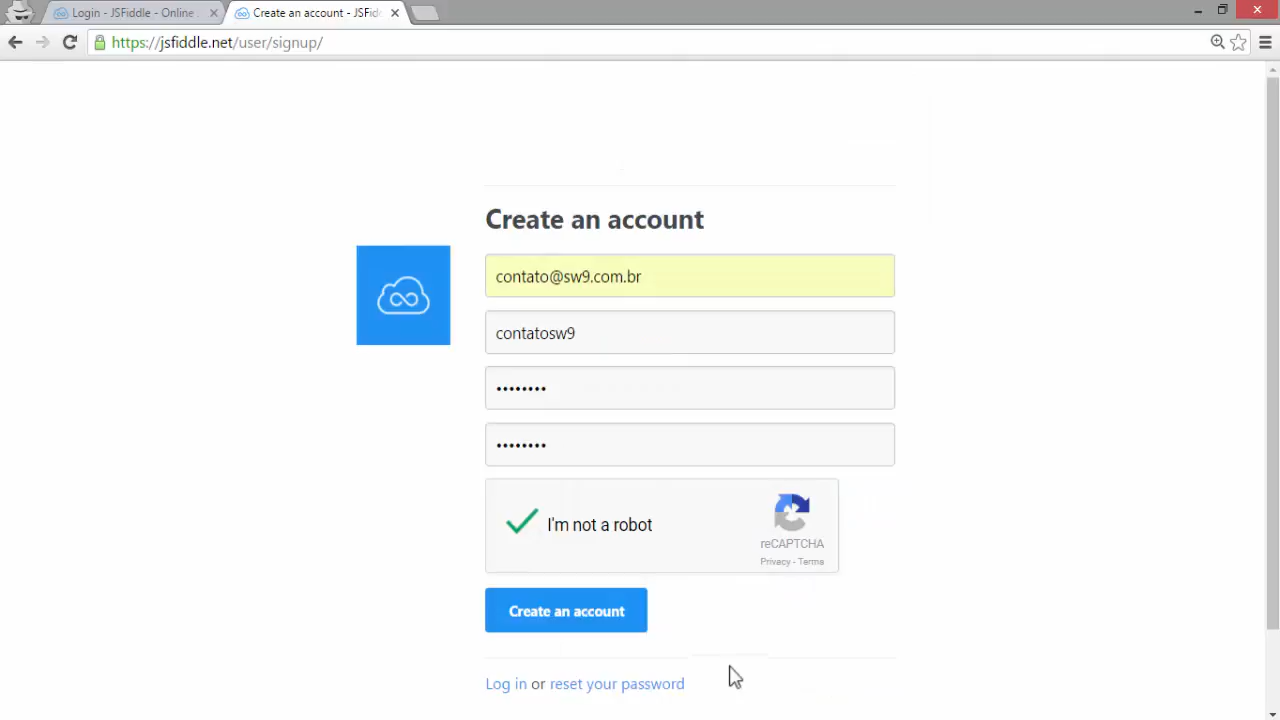 Login - JSFiddle - Online
Create an account - JSFid
https://jsfiddle.net/user/signup/
Create an account
contato@sw9.com.br
contatosw9
••••••••
••••••••
I'm not a robot
reCAPTCHA
Privacy - Terms
Create an account
Log in or reset your password